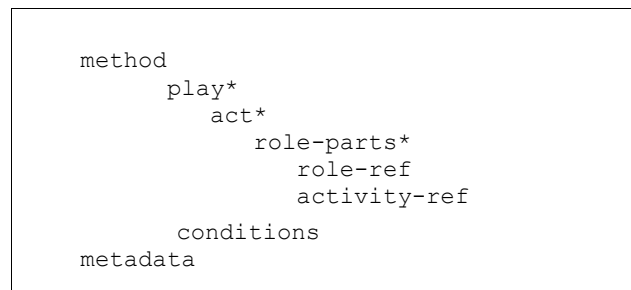 method
play*
act*
role-parts*
role-ref
activity-ref
conditions
metadata